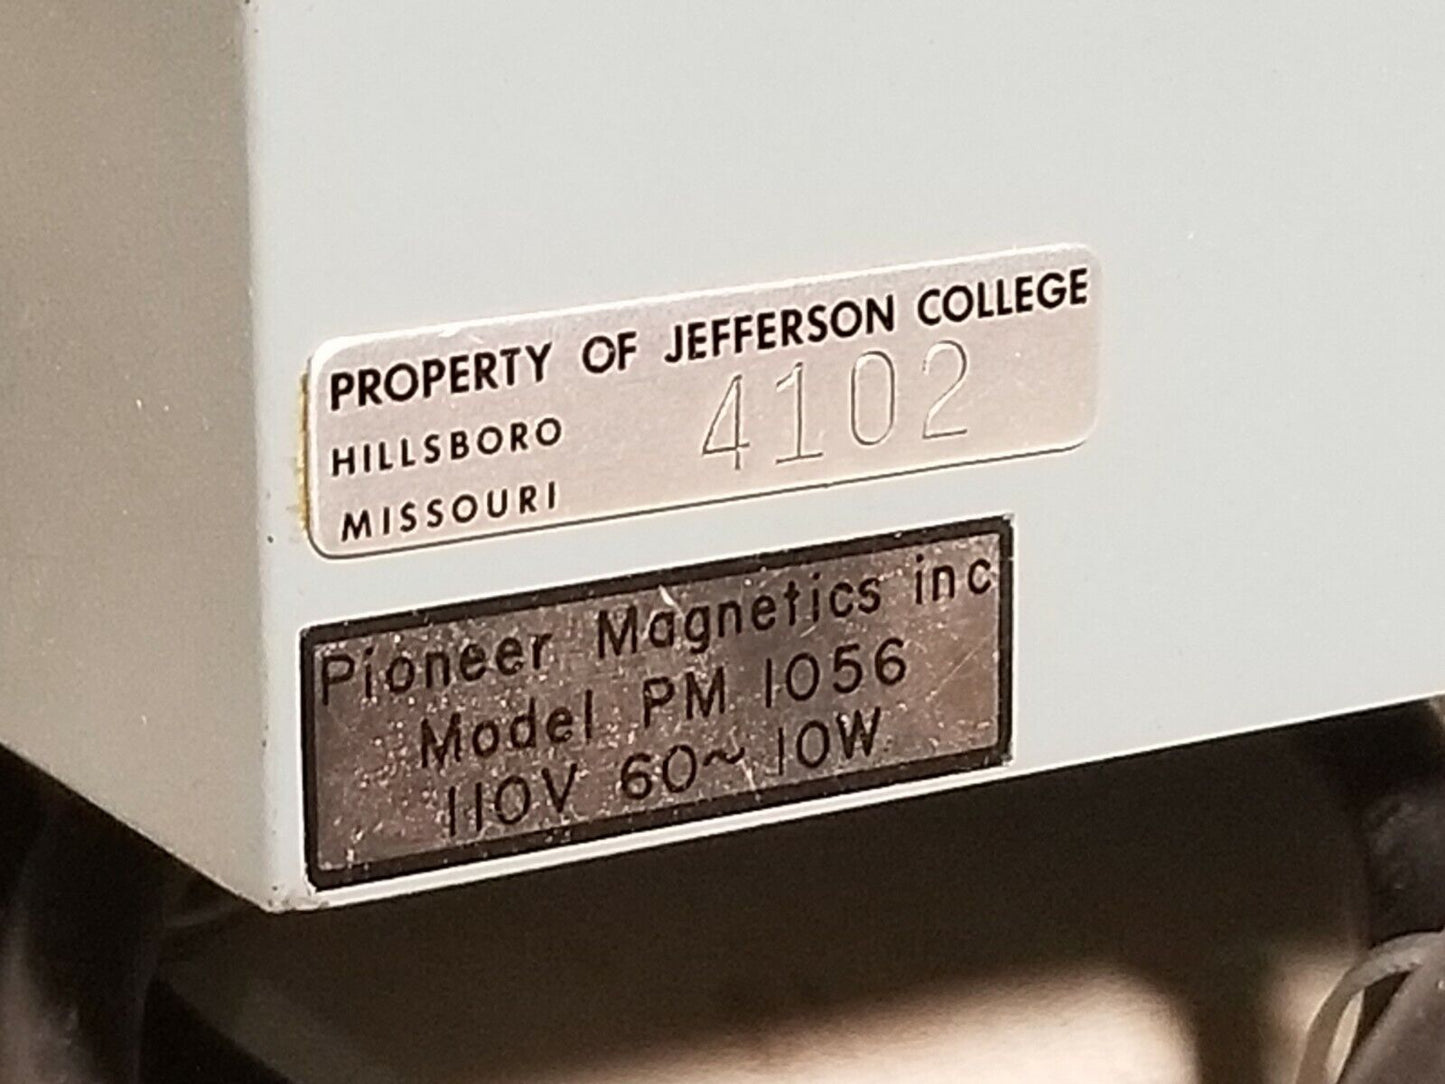 PROPERTY OF JEFFERSON COLLEGE
HILLSBORO 4102
MISSOURI
Pioneer Magnetics inc
Model PM 1056
110V 60~ 10W